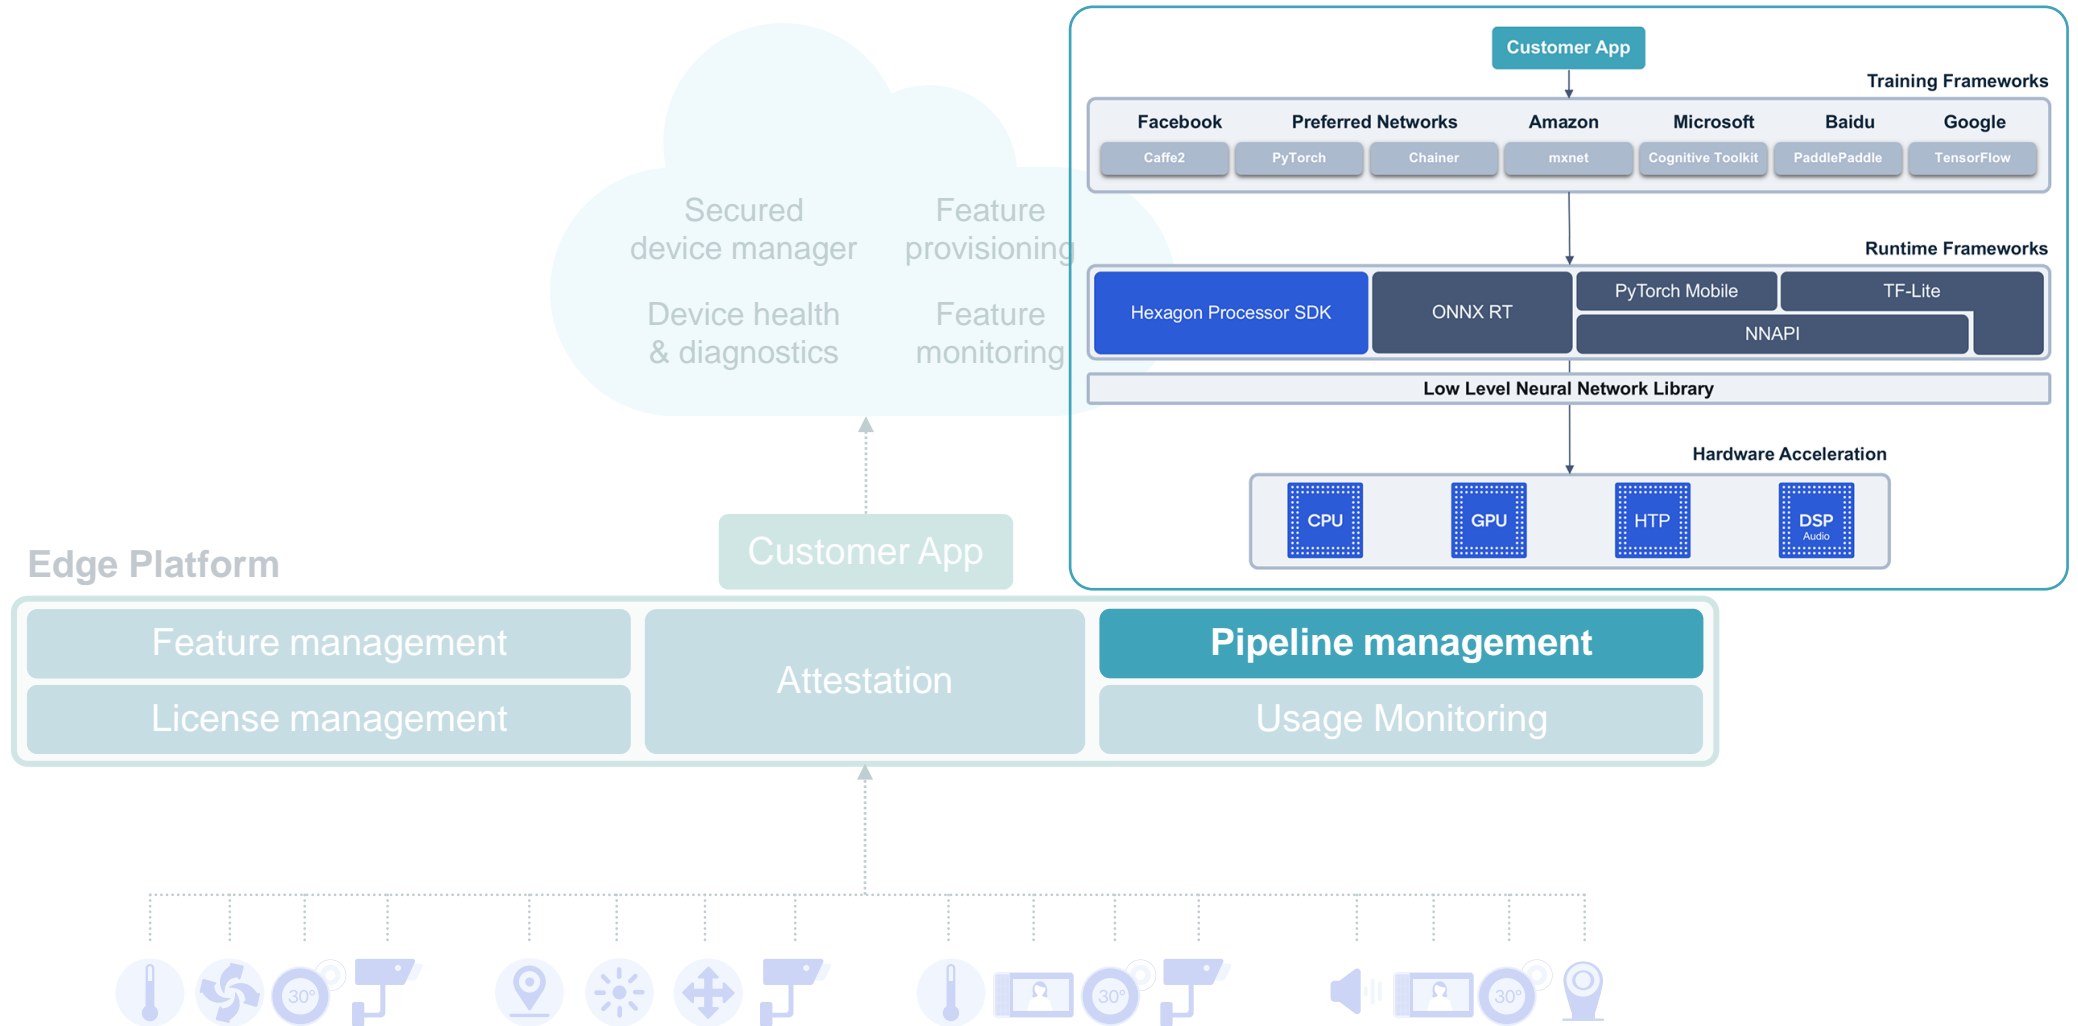 Customer App
Training Frameworks
Facebook Preferred Networks Amazon Microsoft Baidu Google
Caffe2 PyTorch Chainer mxnet Cognitive Toolkit PaddlePaddle TensorFlow
Runtime Frameworks
Hexagon Processor SDK
ONNX RT
PyTorch Mobile
TF-Lite
NNAPI
Low Level Neural Network Library
Hardware Acceleration
CPU
GPU
HTP
DSP
Audio
Secured
device manager
Feature
provisioning
Device health
& diagnostics
Feature
monitoring
Customer App
Edge Platform
Feature management
License management
Attestation
Pipeline management
Usage Monitoring
30°
30°
30°